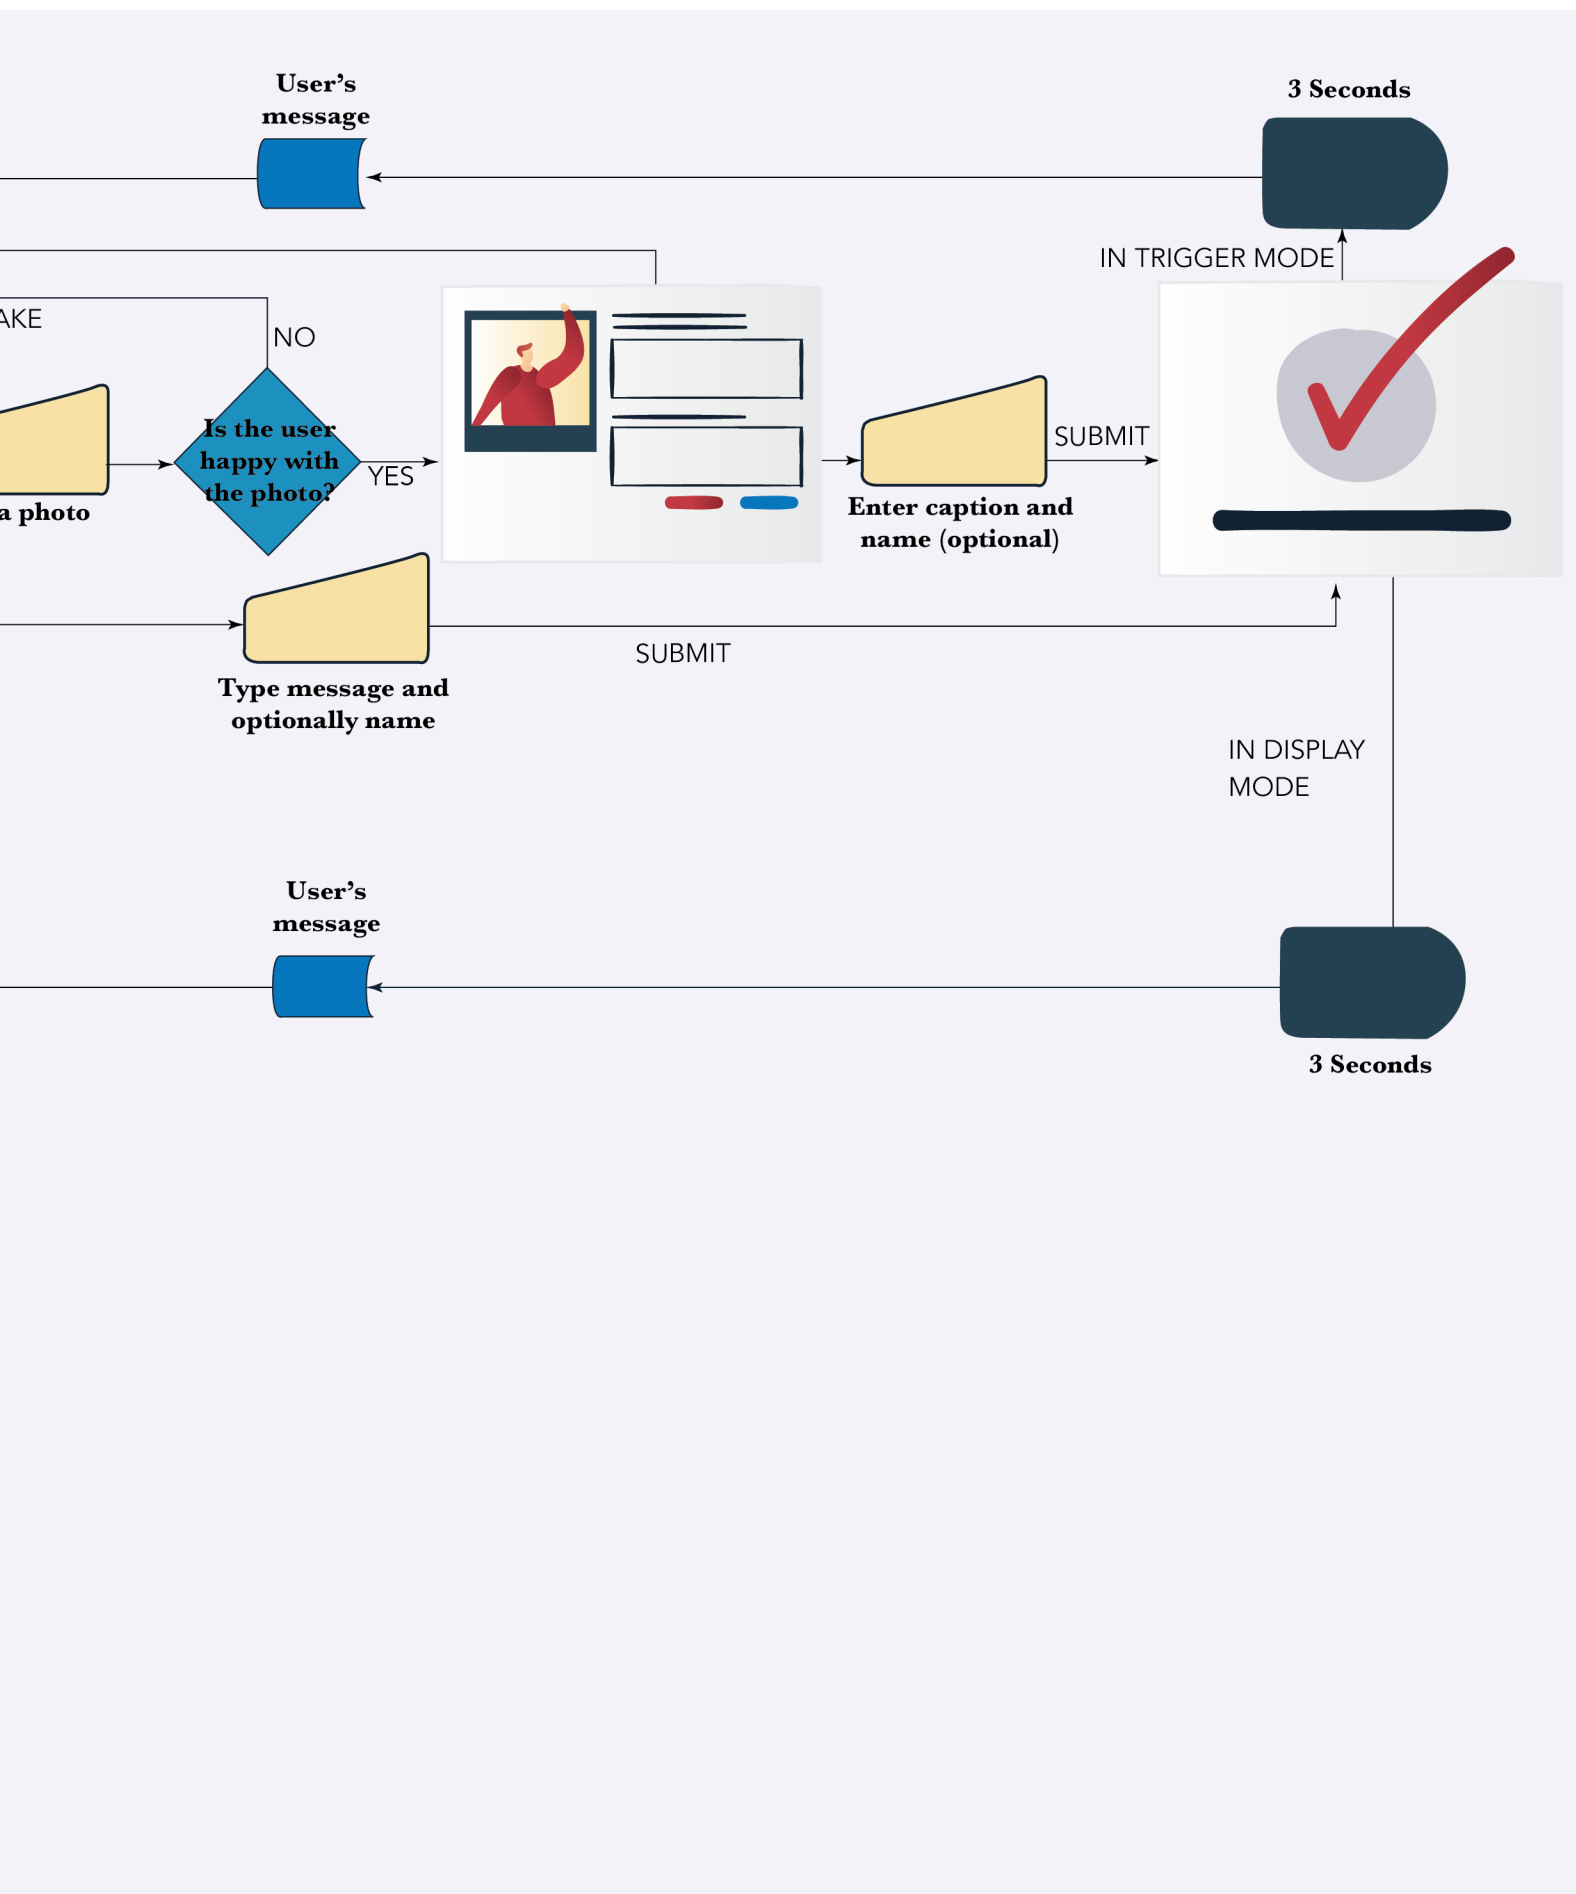 User’s
message
3 Seconds
IN TRIGGER MODE
AKE
NO
Is the user
happy with
the photo?
YES
SUBMIT
a photo
Enter caption and
name (optional)
SUBMIT
Type message and
optionally name
IN DISPLAY
MODE
User’s
message
3 Seconds